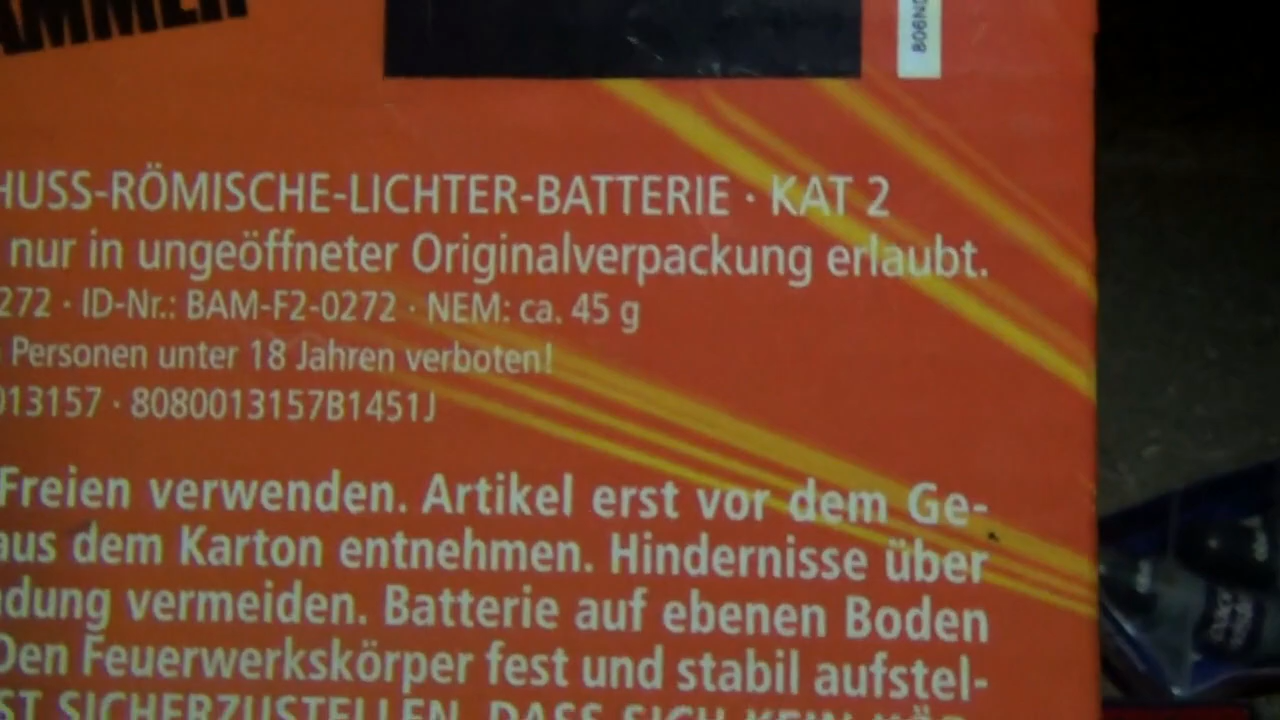 806N
HUSS-RÖMISCHE-LICHTER-BATTERIE · KAT 2
nur in ungeöffneter Originalverpackung erlaubt.
272 · ID-Nr.: BAM-F2-0272 · NEM: ca. 45 g
Personen unter 18 Jahren verboten!
013157 · 8080013157B1451J
Freien verwenden. Artikel erst vor dem Ge-
aus dem Karton entnehmen. Hindernisse über
dung vermeiden. Batterie auf ebenen Boden
Den Feuerwerkskörper fest und stabil aufstel-
ST SICHERZUSTELLEN, DASS SICH KEIN KÖR-